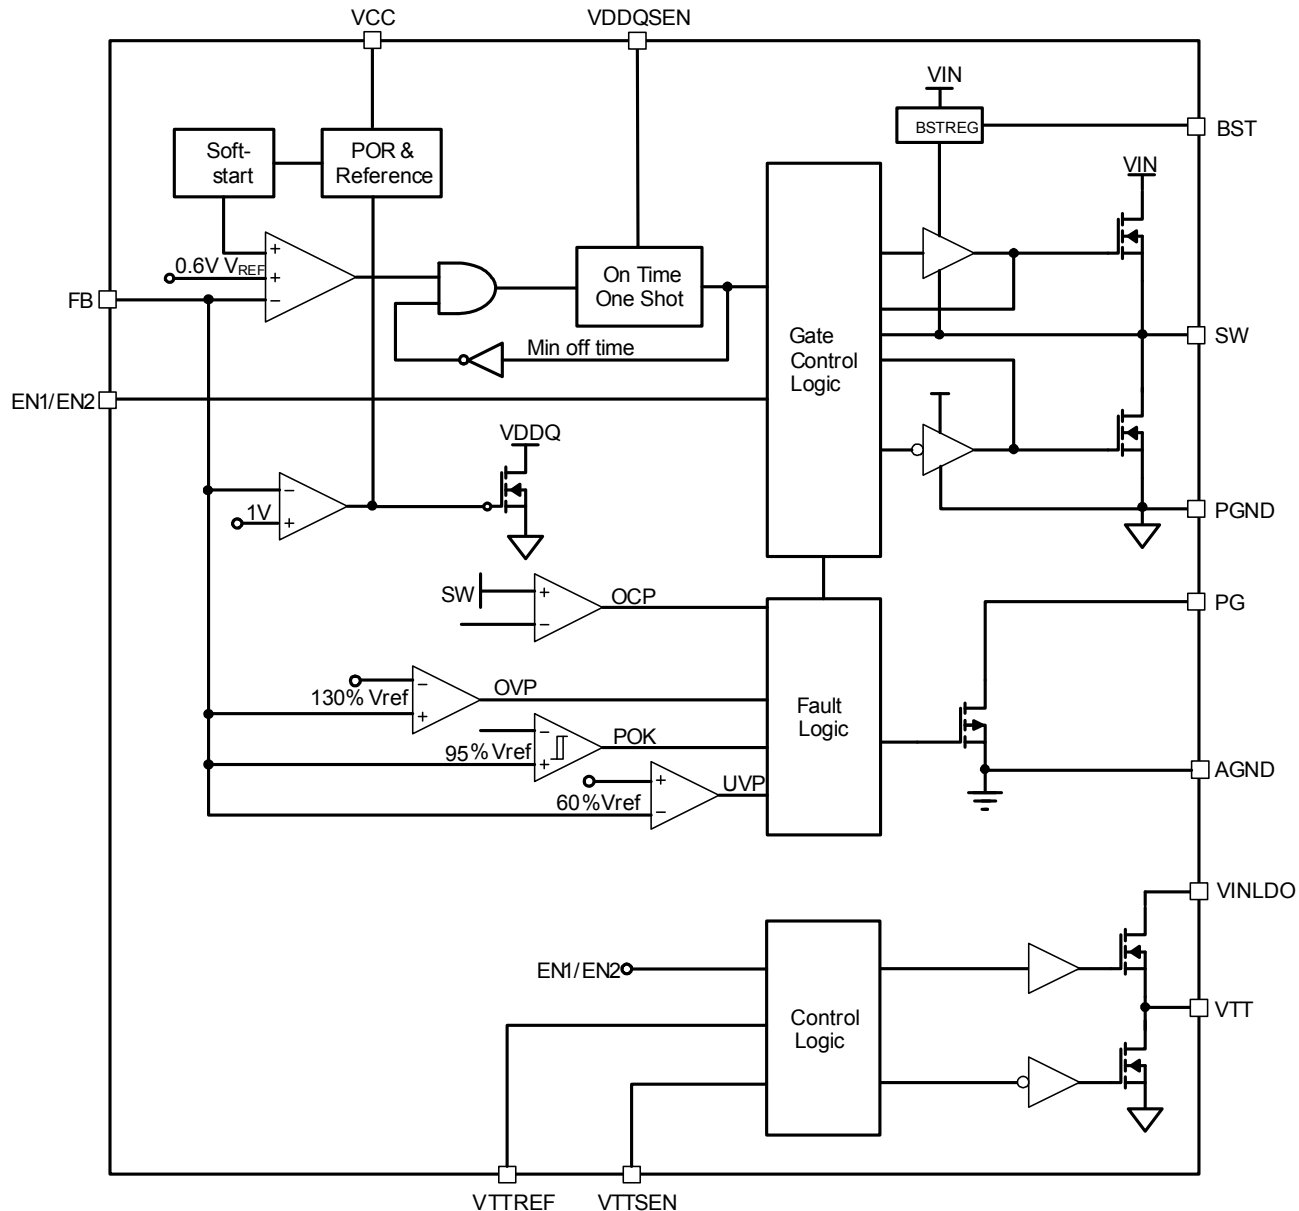 VCC
VDDQSEN
VIN
BSTREG
BST
Soft-
start
POR &
Reference
VIN
+
0.6V VREF
+
−
FB
On Time
One Shot
Min off time
Gate
Control
Logic
SW
EN1/EN2
VDDQ
−
1V
+
PGND
SW
+
−
OCP
PG
130% Vref
−
+
OVP
Fault
Logic
95% Vref
−
+
POK
AGND
60%Vref
+
−
UVP
VINLDO
EN1/EN2
Control
Logic
VTT
VTTREF
VTTSEN